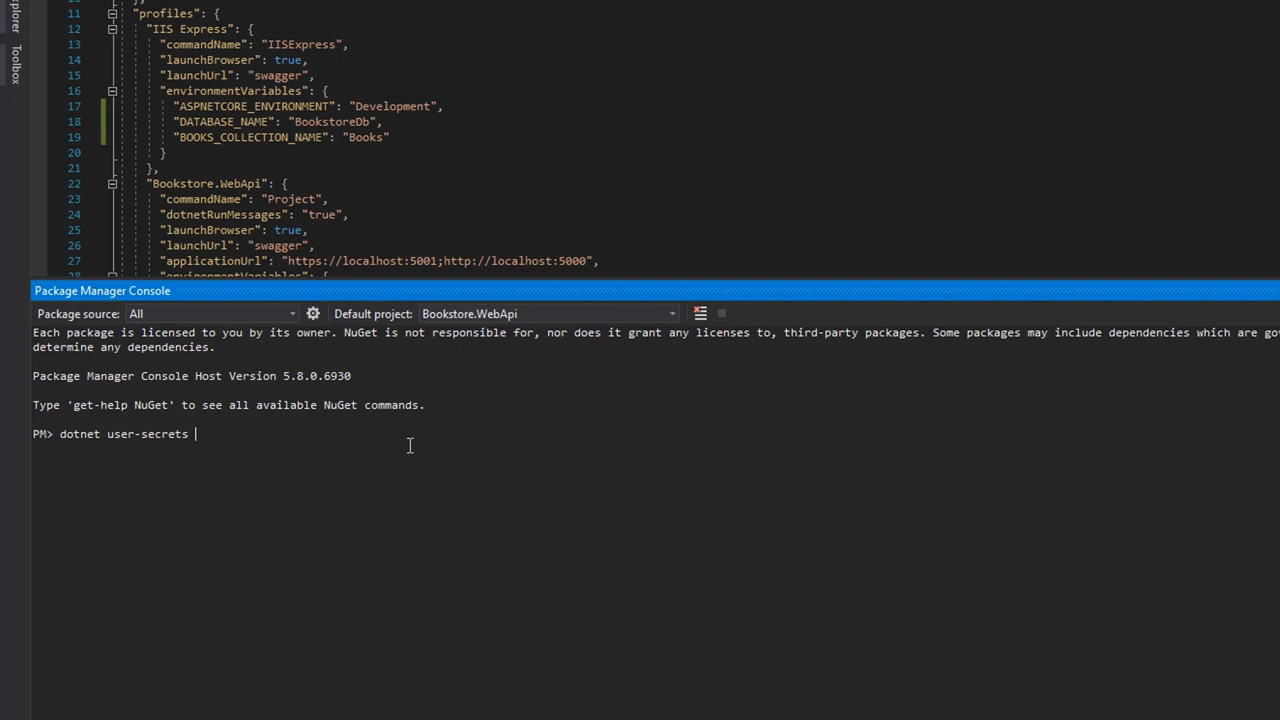 11 "profiles": {
12 "IIS Express": {
13 "commandName": "IISExpress",
14 "launchBrowser": true,
15 "launchUrl": "swagger",
16 "environmentVariables": {
17 "ASPNETCORE_ENVIRONMENT": "Development",
18 "DATABASE_NAME": "BookstoreDb",
19 "BOOKS_COLLECTION_NAME": "Books"
20 }
21 },
22 "Bookstore.WebApi": {
23 "commandName": "Project",
24 "dotnetRunMessages": "true",
25 "launchBrowser": true,
26 "launchUrl": "swagger",
27 "applicationUrl": "https://localhost:5001;http://localhost:5000",
28 "environmentVariables": {
Toolbox
Package Manager Console
Package source: All Default project: Bookstore.WebApi
Each package is licensed to you by its owner. NuGet is not responsible for, nor does it grant any licenses to, third-party packages. Some packages may include dependencies which are
determine any dependencies.
Package Manager Console Host Version 5.8.0.6930
Type 'get-help NuGet' to see all available NuGet commands.
PM> dotnet user-secrets